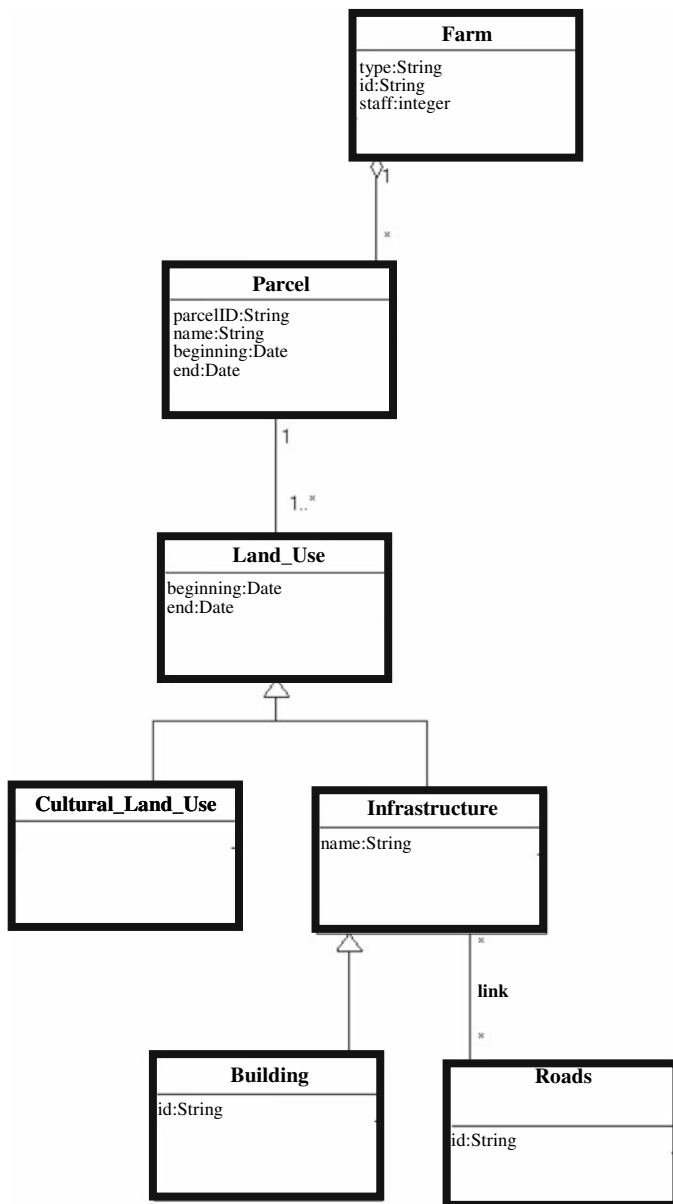 Farm
type:String
id:String
staff:integer
1
*
Parcel
parcelID:String
name:String
beginning:Date
end:Date
1
1..*
Land_Use
beginning:Date
end:Date
Cultural_Land_Use
Infrastructure
name:String
*
link
*
Building
id:String
Roads
id:String